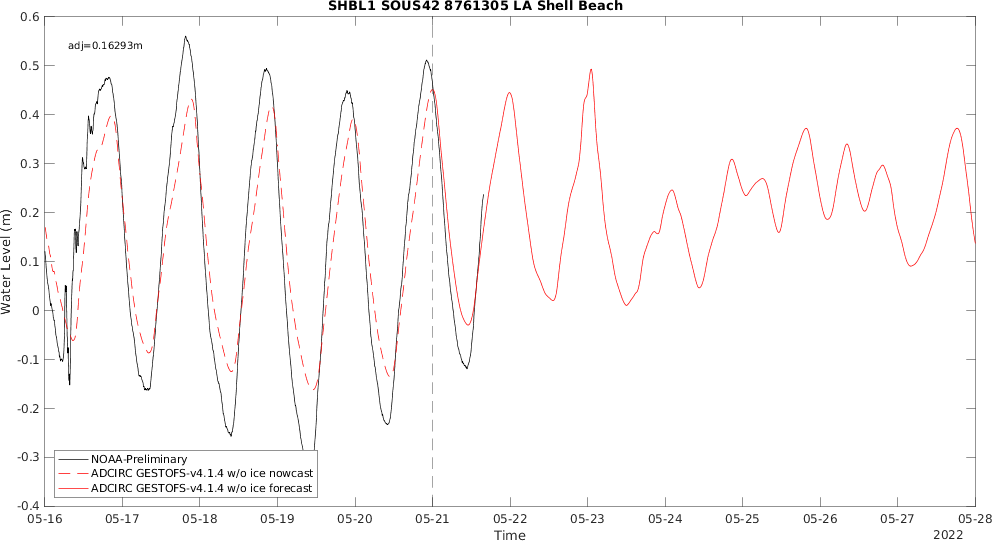 SHBL1 SOUS42 8761305 LA Shell Beach
adj=0.16293m
Water Level (m)
0.6
0.5
0.4
0.3
0.2
0.1
0
-0.1
-0.2
-0.3
-0.4
NOAA-Preliminary
ADCIRC GESTOFS-v4.1.4 w/o ice nowcast
ADCIRC GESTOFS-v4.1.4 w/o ice forecast
05-16 05-17 05-18 05-19 05-20 05-21 05-22 05-23 05-24 05-25 05-26 05-27 05-28
Time
2022